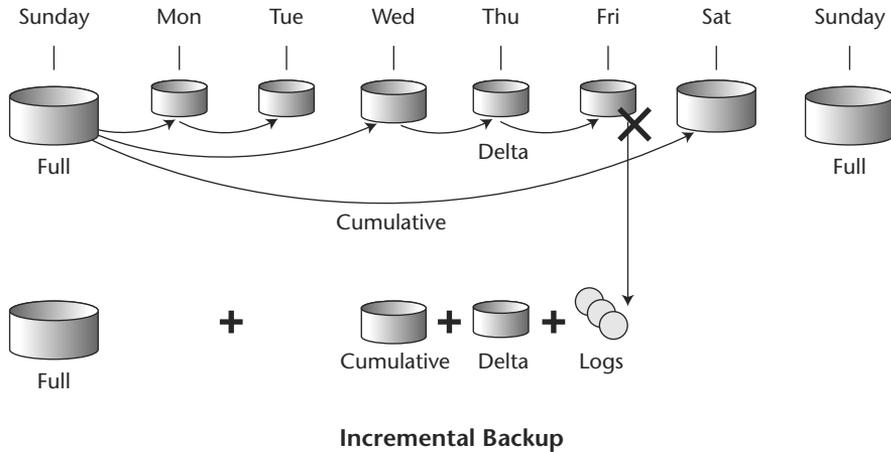 Sunday Mon Tue Wed Thu Fri Sat Sunday
Full Delta Full
Cumulative
+ + +
Full Cumulative Delta Logs
Incremental Backup